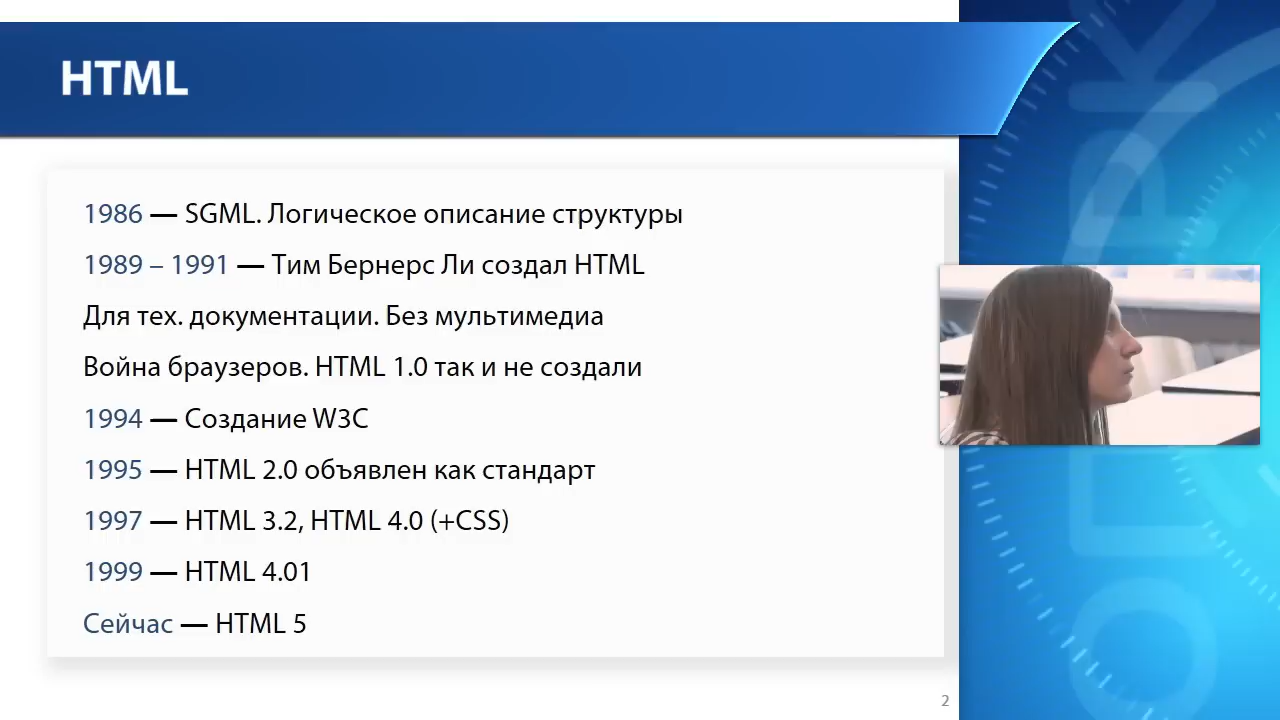 HTML
1986 — SGML. Логическое описание структуры
1989 – 1991 — Тим Бернерс Ли создал HTML
Для тех. документации. Без мультимедиа
Война браузеров. HTML 1.0 так и не создали
1994 — Создание W3C
1995 — HTML 2.0 объявлен как стандарт
1997 — HTML 3.2, HTML 4.0 (+CSS)
1999 — HTML 4.01
Сейчас — HTML 5
2